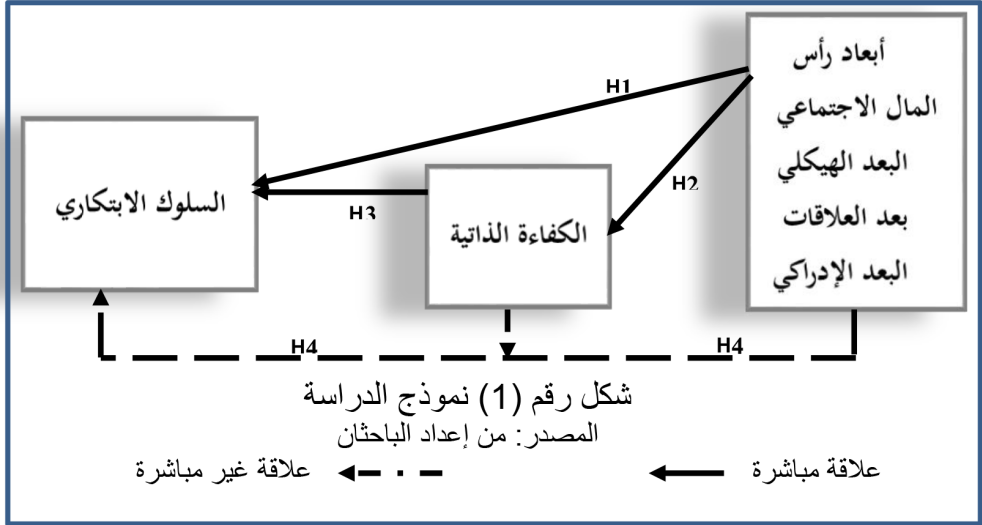 أبعاد رأس
المال الاجتماعي
البعد الهيكلي
بعد العلاقات
البعد الإدراكي
H1
H2
السلوك الابتكاري
H3
الكفاءة الذاتية
H4
H4
شكل رقم (1) نموذج الدراسة
المصدر: من إعداد الباحثان
علاقة مباشرة
علاقة غير مباشرة